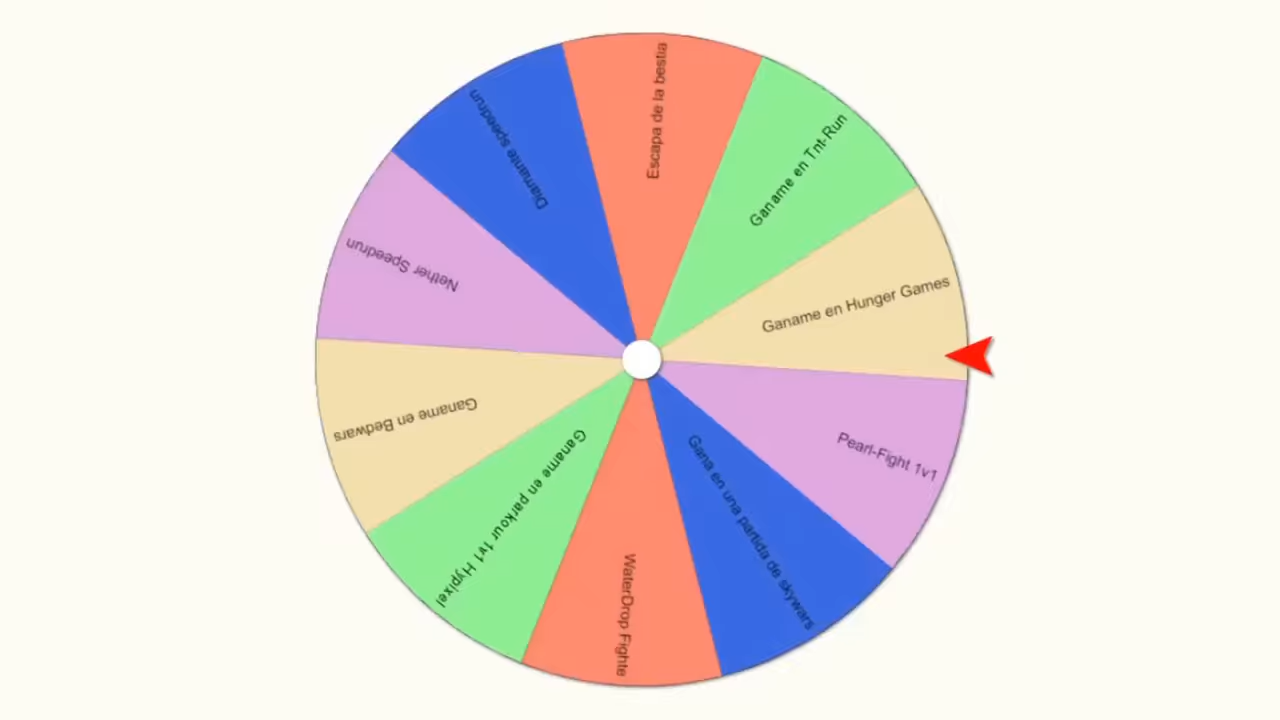 Escapa de la bestia
Ganame en Tnt-Run
Ganame en Hunger Games
Pearl-Fight 1v1
Gana en una partida de skywars
WaterDrop Fighte
Ganame en parkour 1v1 Hypixel
Ganame en Bedwars
Nether Speedrun
Diamante speedrun